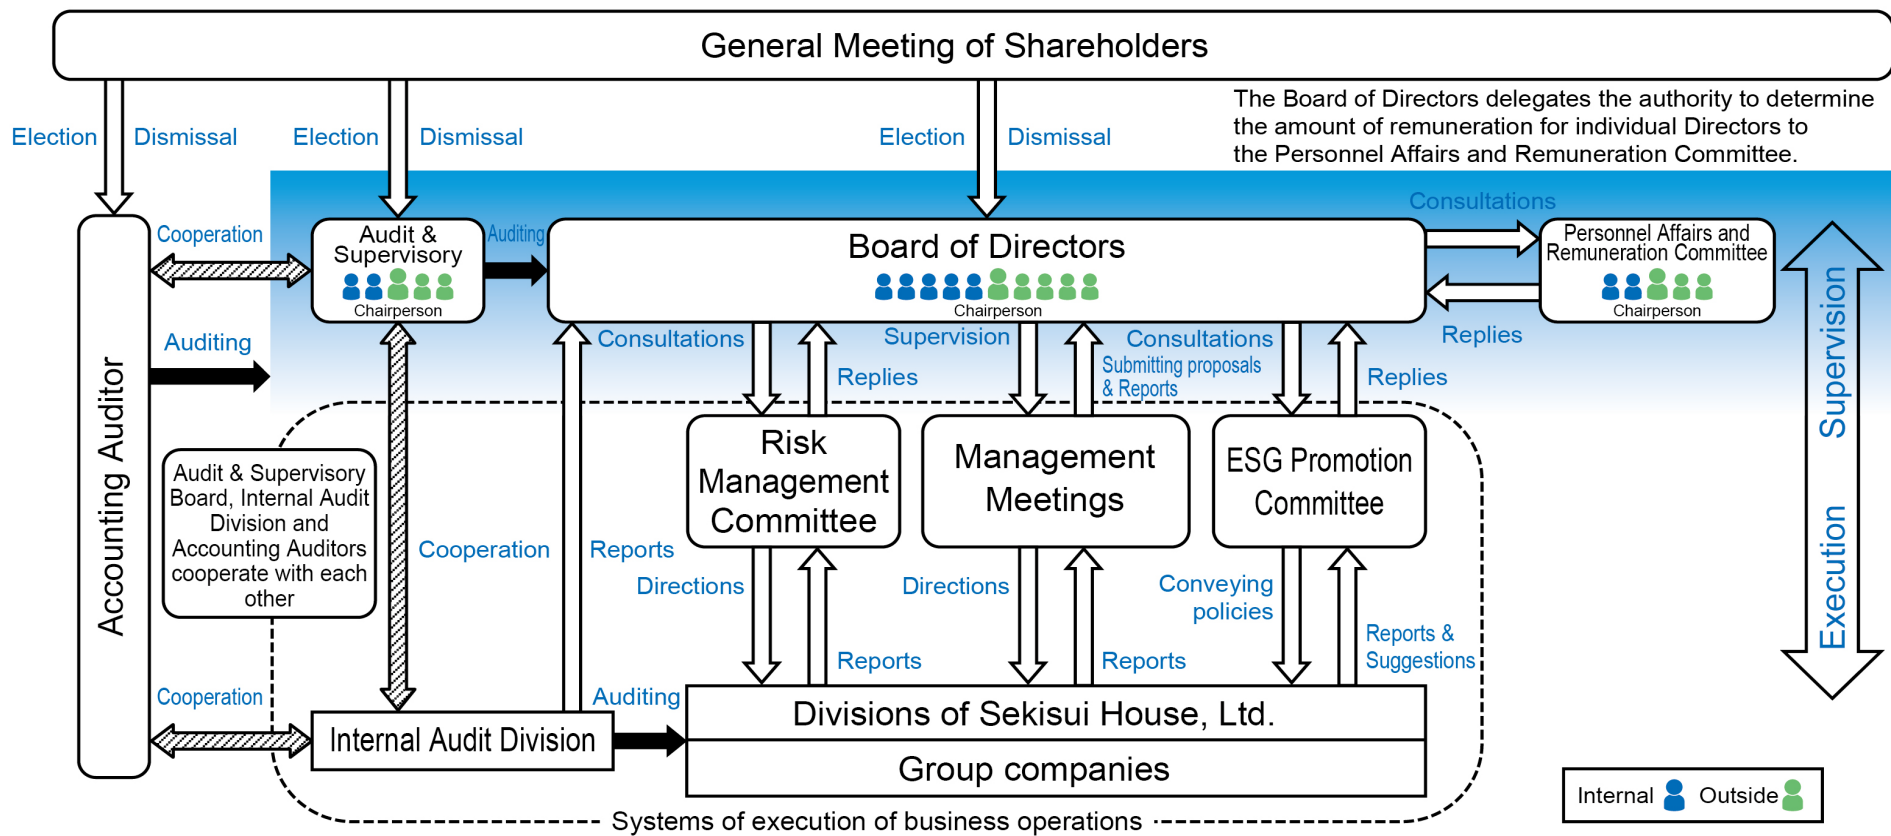 General Meeting of Shareholders
The Board of Directors delegates the authority to determine
the amount of remuneration for individual Directors to
the Personnel Affairs and Remuneration Committee.
Election
Dismissal
Election
Dismissal
Election
Dismissal
Consultations
Cooperation
Audit &
Supervisory
Chairperson
Auditing
Board of Directors
Chairperson
Personnel Affairs and
Remuneration Committee
Chairperson
Replies
Auditing
Accounting Auditor
Consultations
Replies
Supervision
Submitting proposals
& Reports
Consultations
Replies
Supervision
Execution
Audit & Supervisory
Board, Internal Audit
Division and
Accounting Auditors
cooperate with each
other
Risk
Management
Committee
Management
Meetings
ESG Promotion
Committee
Cooperation
Reports
Directions
Reports
Directions
Reports
Conveying
policies
Reports &
Suggestions
Cooperation
Internal Audit Division
Auditing
Divisions of Sekisui House, Ltd.
Group companies
Systems of execution of business operations
Internal
Outside